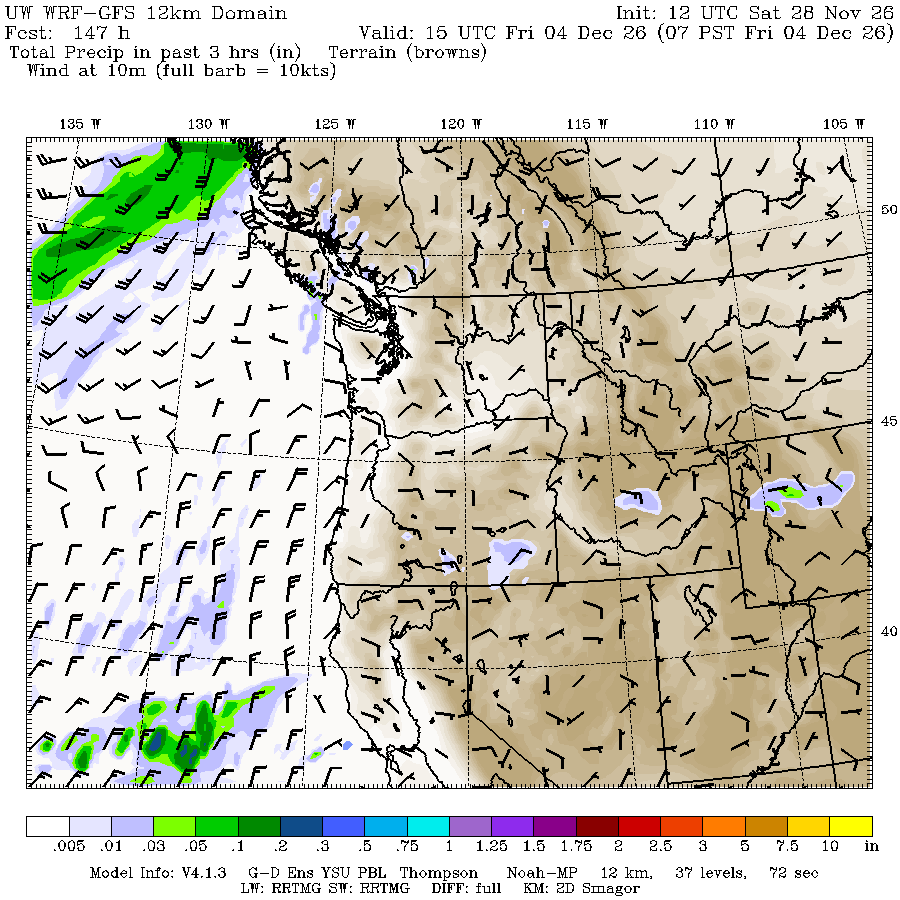 UW WRF-GFS 12km Domain Init: 12 UTC Sat 28 Nov 26
Fcst: 147 h Valid: 15 UTC Fri 04 Dec 26 (07 PST Fri 04 Dec 26)
Total Precip in past 3 hrs (in) Terrain (browns)
Wind at 10m (full barb = 10kts)
135 W 130 W 125 W 120 W 115 W 110 W 105 W
50
45
40
.005 .01 .03 .05 .1 .2 .3 .5 .75 1 1.25 1.5 2 2.5 3 5 7.5 10 in
Model Info: V4.1.3 G-D Ens YSU PBL Thompson Noah-MP 12 km, 37 levels, 72 sec
LW: RRTMG SW: RRTMG DIFF: full KM: 2D Smagor